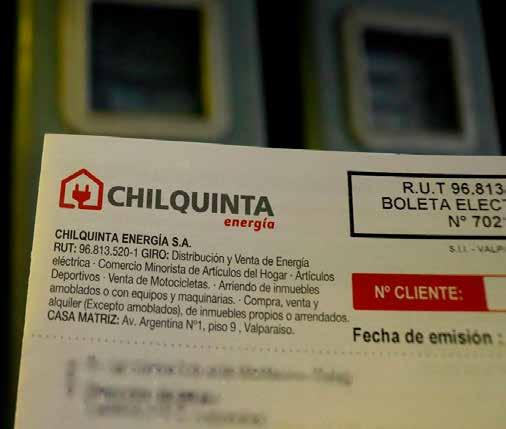 CHILQUINTA
energía
CHILQUINTA ENERGÍA S.A.
RUT: 96.813.520-1 GIRO: Distribución y Venta de Energía
eléctrica · Comercio Minorista de Artículos del Hogar · Artículos
Deportivos · Venta de Motocicletas. · Arriendo de inmuebles
amoblados o con equipos y maquinarias. · Compra, venta y
alquiler (Excepto amoblados), de inmuebles propios o arrendados.
CASA MATRIZ: Av. Argentina Nº1, piso 9 , Valparaíso.
R.U.T 96.813
BOLETA ELECT
Nº 702
S.I.I. - VALP
Nº CLIENTE:
Fecha de emisión :